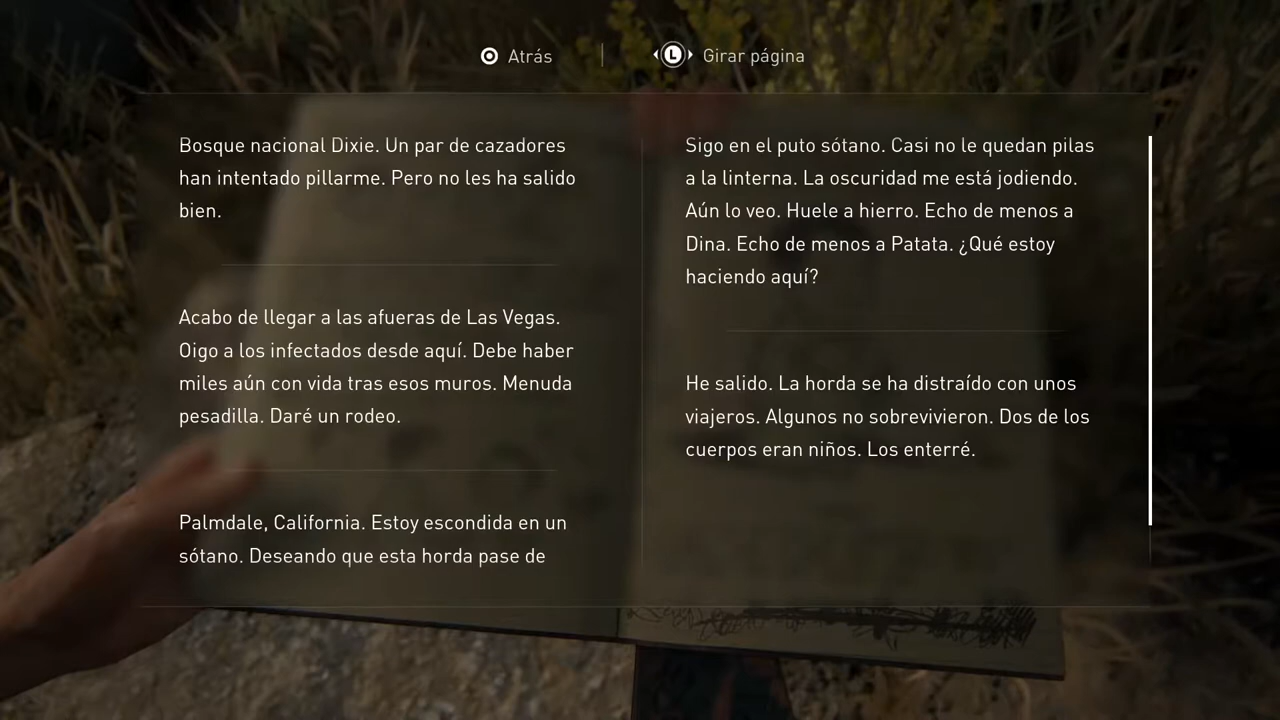 Atrás
L Girar página
Bosque nacional Dixie. Un par de cazadores
han intentado pillarme. Pero no les ha salido
bien.
Acabo de llegar a las afueras de Las Vegas.
Oigo a los infectados desde aquí. Debe haber
miles aún con vida tras esos muros. Menuda
pesadilla. Daré un rodeo.
Palmdale, California. Estoy escondida en un
sótano. Deseando que esta horda pase de
Sigo en el puto sótano. Casi no le quedan pilas
a la linterna. La oscuridad me está jodiendo.
Aún lo veo. Huele a hierro. Echo de menos a
Dina. Echo de menos a Patata. ¿Qué estoy
haciendo aquí?
He salido. La horda se ha distraído con unos
viajeros. Algunos no sobrevivieron. Dos de los
cuerpos eran niños. Los enterré.